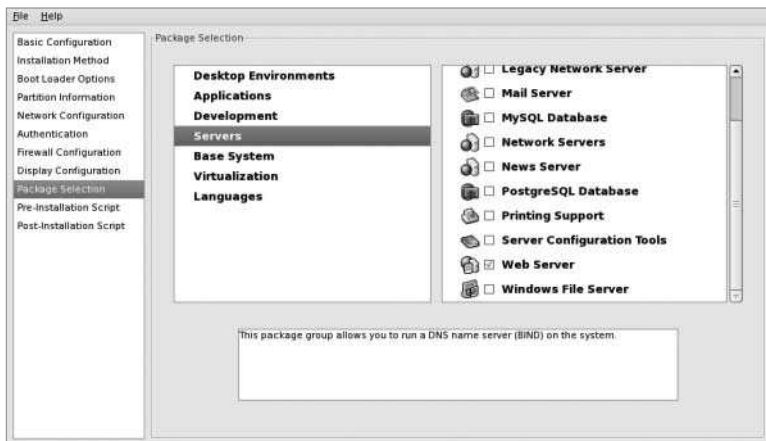 File Help
Basic Configuration
Installation Method
Boot Loader Options
Partition Information
Network Configuration
Authentication
Firewall Configuration
Display Configuration
Package Selection
Pre-Installation Script
Post-Installation Script
Package Selection
Desktop Environments
Applications
Development
Servers
Base System
Virtualization
Languages
Legacy Network Server
Mail Server
MySQL Database
Network Servers
News Server
PostgreSQL Database
Printing Support
Server Configuration Tools
Web Server
Windows File Server
This package group allows you to run a DNS name server (BIND) on the system.